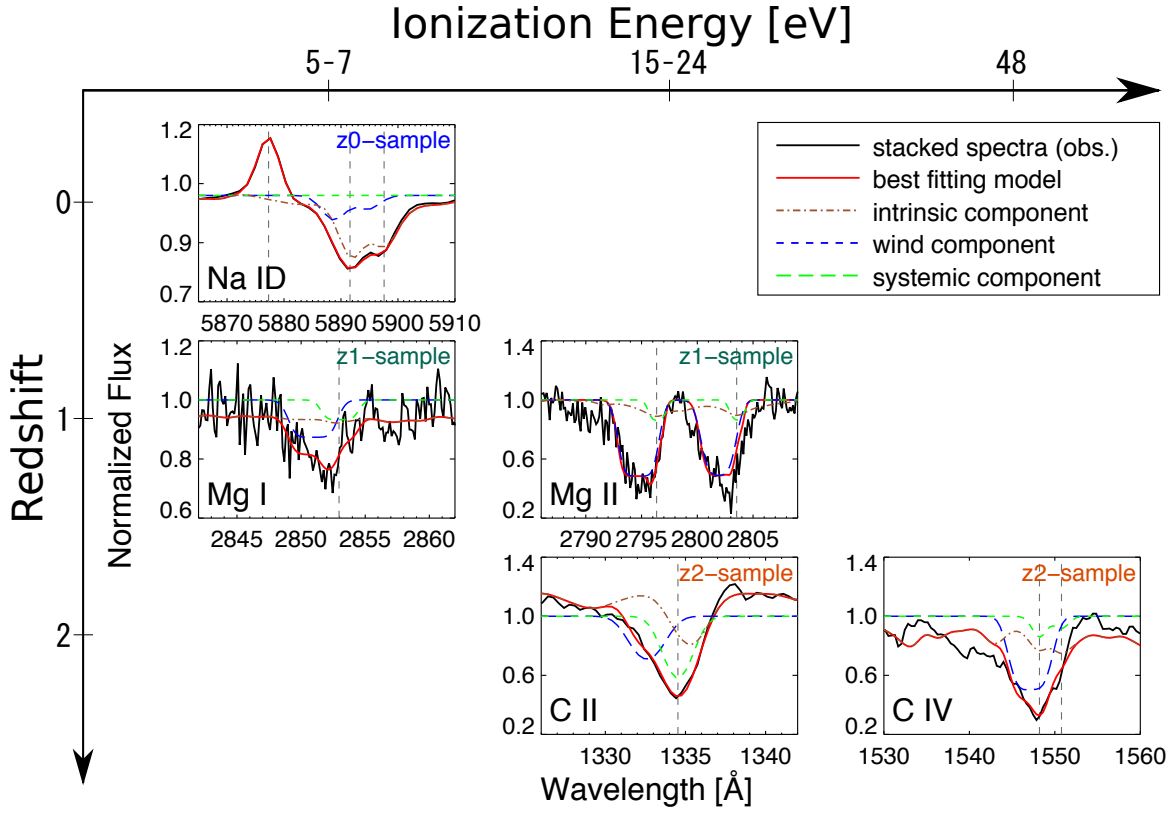 Ionization Energy [eV]
5-7
15-24
48
Redshift
0
1
2
Normalized Flux
1.2
1.0
0.9
0.7
z0-sample
Na ID
5870 5880 5890 5900 5910
stacked spectra (obs.)
best fitting model
intrinsic component
wind component
systemic component
1.2
1.0
0.8
0.6
z1-sample
Mg I
2845 2850 2855 2860
1.4
1.0
0.6
0.2
z1-sample
Mg II
2790 2795 2800 2805
1.4
1.0
0.6
0.2
z2-sample
C II
1330 1335 1340
1.4
1.0
0.6
0.2
z2-sample
C IV
1530 1540 1550 1560
Wavelength [Å]